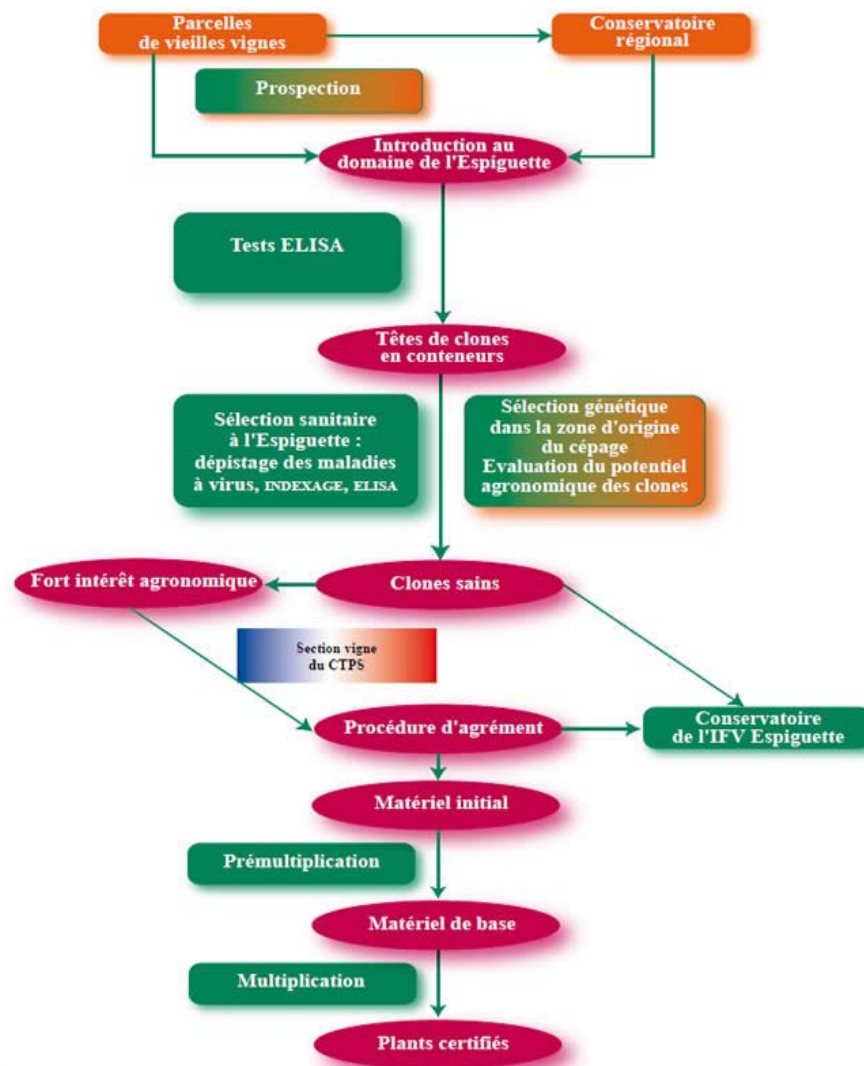 Parcelles
de vieilles vignes
Conservatoire
régional
Prospection
Introduction au
domaine de l'Espiguette
Tests ELISA
Têtes de clones
en conteneurs
Sélection sanitaire
à l'Espiguette :
dépistage des maladies
à virus, INDEXAGE, ELISA
Sélection génétique
dans la zone d'origine
du cépage
Evaluation du potentiel
agronomique des clones
Fort intérêt agronomique
Clones sains
Section vigne
du CTPS
Procédure d'agrément
Conservatoire
de l'IFV Espiguette
Matériel initial
Prémultiplication
Matériel de base
Multiplication
Plants certifiés